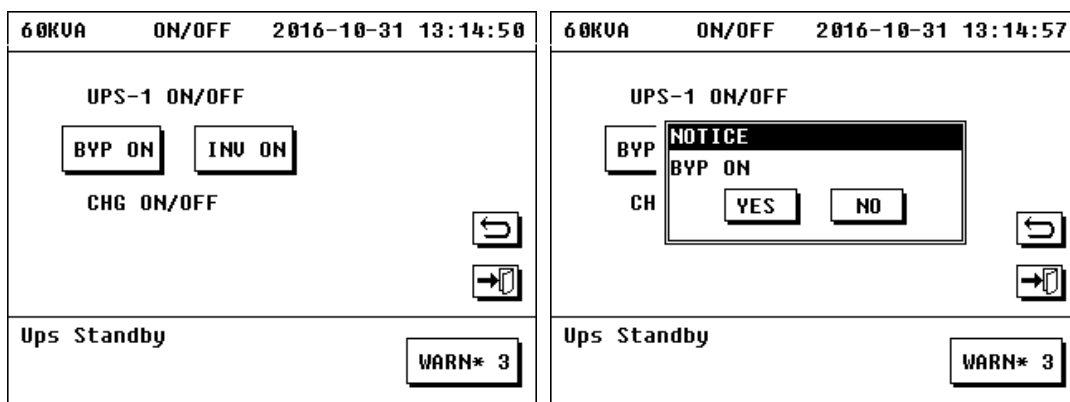 60KVA ON/OFF 2016-10-31 13:14:50
UPS-1 ON/OFF
BYP ON INV ON
CHG ON/OFF
Ups Standby
WARN* 3
60KVA ON/OFF 2016-10-31 13:14:57
UPS-1 ON/OFF
BYP
NOTICE
BYP ON
CH
YES NO
Ups Standby
WARN* 3